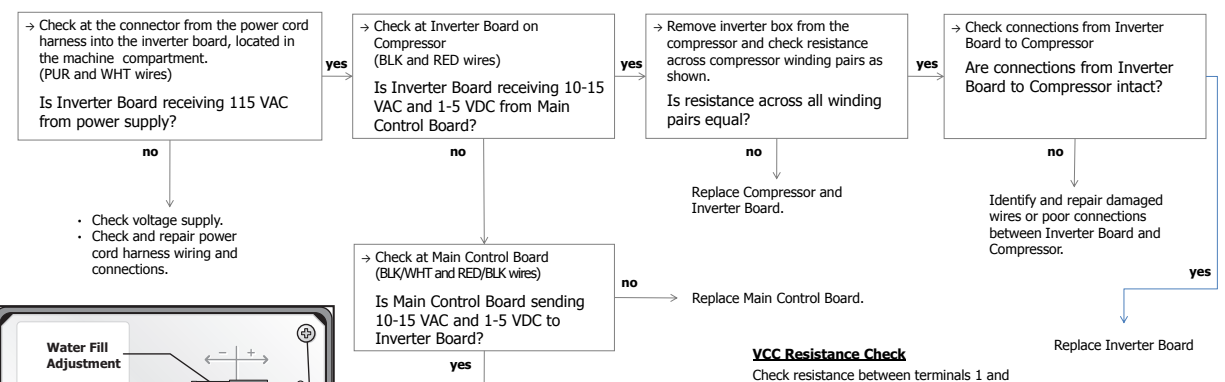 → Check at the connector from the power cord
harness into the inverter board, located in
the machine compartment.
(PUR and WHT wires)
Is Inverter Board receiving 115 VAC
from power supply?
yes
no
• Check voltage supply.
• Check and repair power
cord harness wiring and
connections.
→ Check at Inverter Board on
Compressor
(BLK and RED wires)
Is Inverter Board receiving 10-15
VAC and 1-5 VDC from Main
Control Board?
yes
no
→ Check at Main Control Board
(BLK/WHT and RED/BLK wires)
Is Main Control Board sending
10-15 VAC and 1-5 VDC to
Inverter Board?
no
Replace Main Control Board.
yes
→ Remove inverter box from the
compressor and check resistance
across compressor winding pairs as
shown.
Is resistance across all winding
pairs equal?
yes
no
Replace Compressor and
Inverter Board.
→ Check connections from Inverter
Board to Compressor
Are connections from Inverter
Board to Compressor intact?
no
Identify and repair damaged
wires or poor connections
between Inverter Board and
Compressor.
yes
Replace Inverter Board
Water Fill
Adjustment
− +
VCC Resistance Check
Check resistance between terminals 1 and